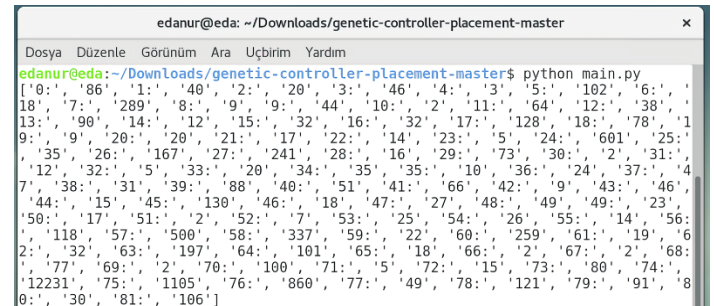 edanur@eda: ~/Downloads/genetic-controller-placement-master ×
Dosya Düzenle Görünüm Ara Uçbirim Yardım
edanur@eda:~/Downloads/genetic-controller-placement-master$ python main.py
['0:', '86', '1:', '40', '2:', '20', '3:', '46', '4:', '3', '5:', '102', '6:', '
18', '7:', '289', '8:', '9', '9:', '44', '10:', '2', '11:', '64', '12:', '38', '
13:', '90', '14:', '12', '15:', '32', '16:', '32', '17:', '128', '18:', '78', '1
9:', '9', '20:', '20', '21:', '17', '22:', '14', '23:', '5', '24:', '601', '25:'
, '35', '26:', '167', '27:', '241', '28:', '16', '29:', '73', '30:', '2', '31:',
 '12', '32:', '5', '33:', '20', '34:', '35', '35:', '10', '36:', '24', '37:', '4
7', '38:', '31', '39:', '88', '40:', '51', '41:', '66', '42:', '9', '43:', '46',
 '44:', '15', '45:', '130', '46:', '18', '47:', '27', '48:', '49', '49:', '23',
'50:', '17', '51:', '2', '52:', '7', '53:', '25', '54:', '26', '55:', '14', '56:
', '118', '57:', '500', '58:', '337', '59:', '22', '60:', '259', '61:', '19', '6
2:', '32', '63:', '197', '64:', '101', '65:', '18', '66:', '2', '67:', '2', '68:
', '77', '69:', '2', '70:', '100', '71:', '5', '72:', '15', '73:', '80', '74:',
'12231', '75:', '1105', '76:', '860', '77:', '49', '78:', '121', '79:', '91', '8
0:', '30', '81:', '106']